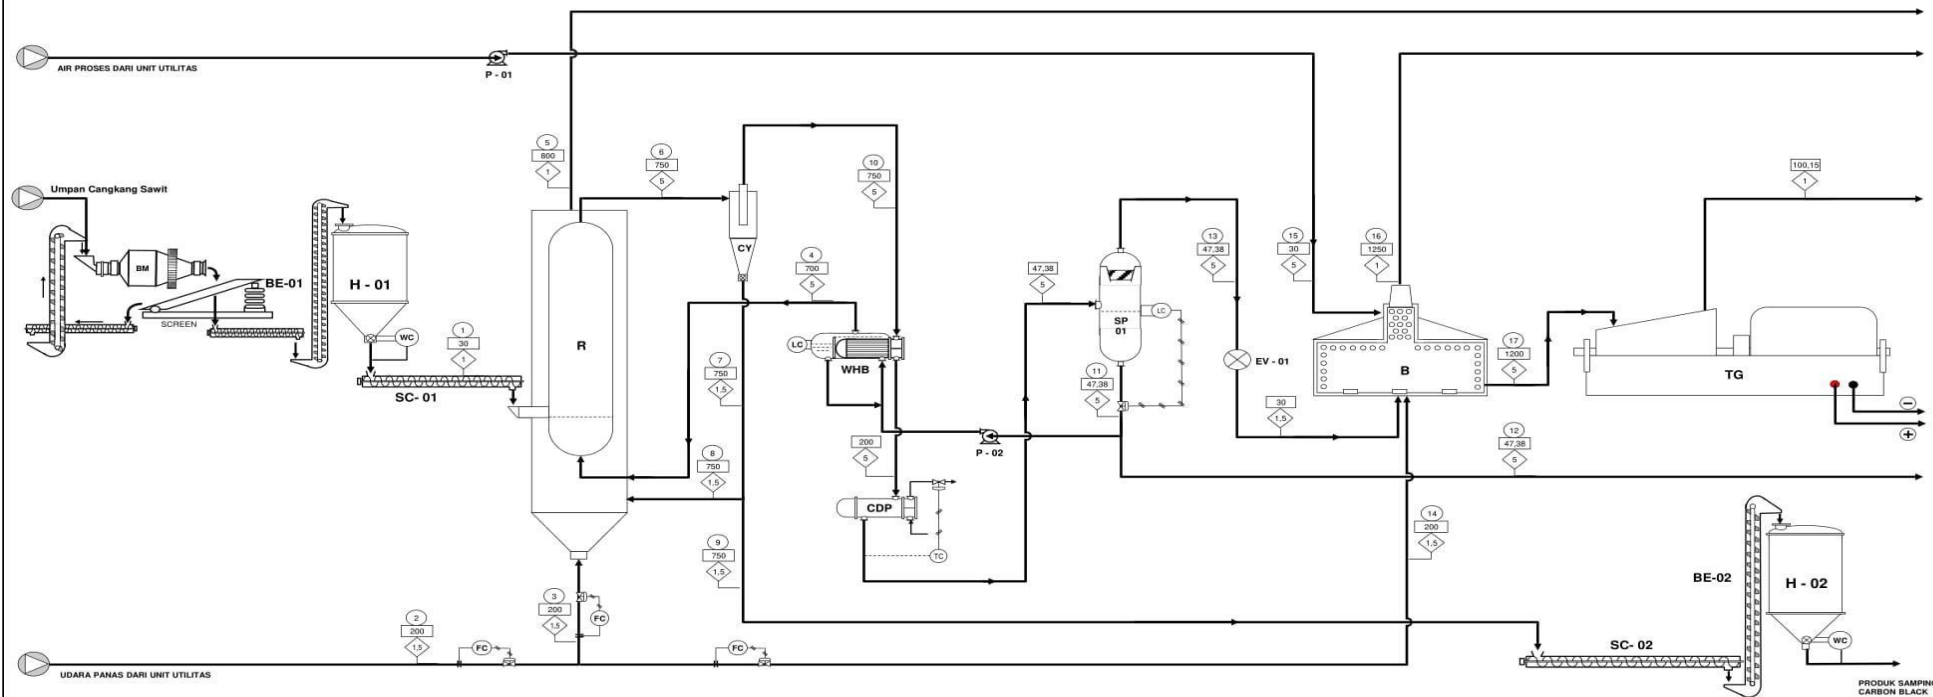 AIR PROSES DARI UNIT UTILITAS
P - 01
Umpan Cangkang Sawit
BM
BE-01
SCREEN
H - 01
WC
1
30
1
SC- 01
5
800
1
6
750
5
R
CY
10
750
5
4
700
5
LC
WHB
7
750
1,5
8
750
1,5
9
750
1,5
200
5
CDP
TC
P - 02
47,38
5
SP
01
LC
11
47,38
5
13
47,38
5
EV - 01
15
30
5
16
1250
1
B
30
1,5
17
1200
5
100,15
1
TG
−
+
12
47,38
5
14
200
1,5
2
200
1,5
FC
3
200
1,5
FC
FC
UDARA PANAS DARI UNIT UTILITAS
SC- 02
BE-02
H - 02
WC
PRODUK SAMPING
CARBON BLACK